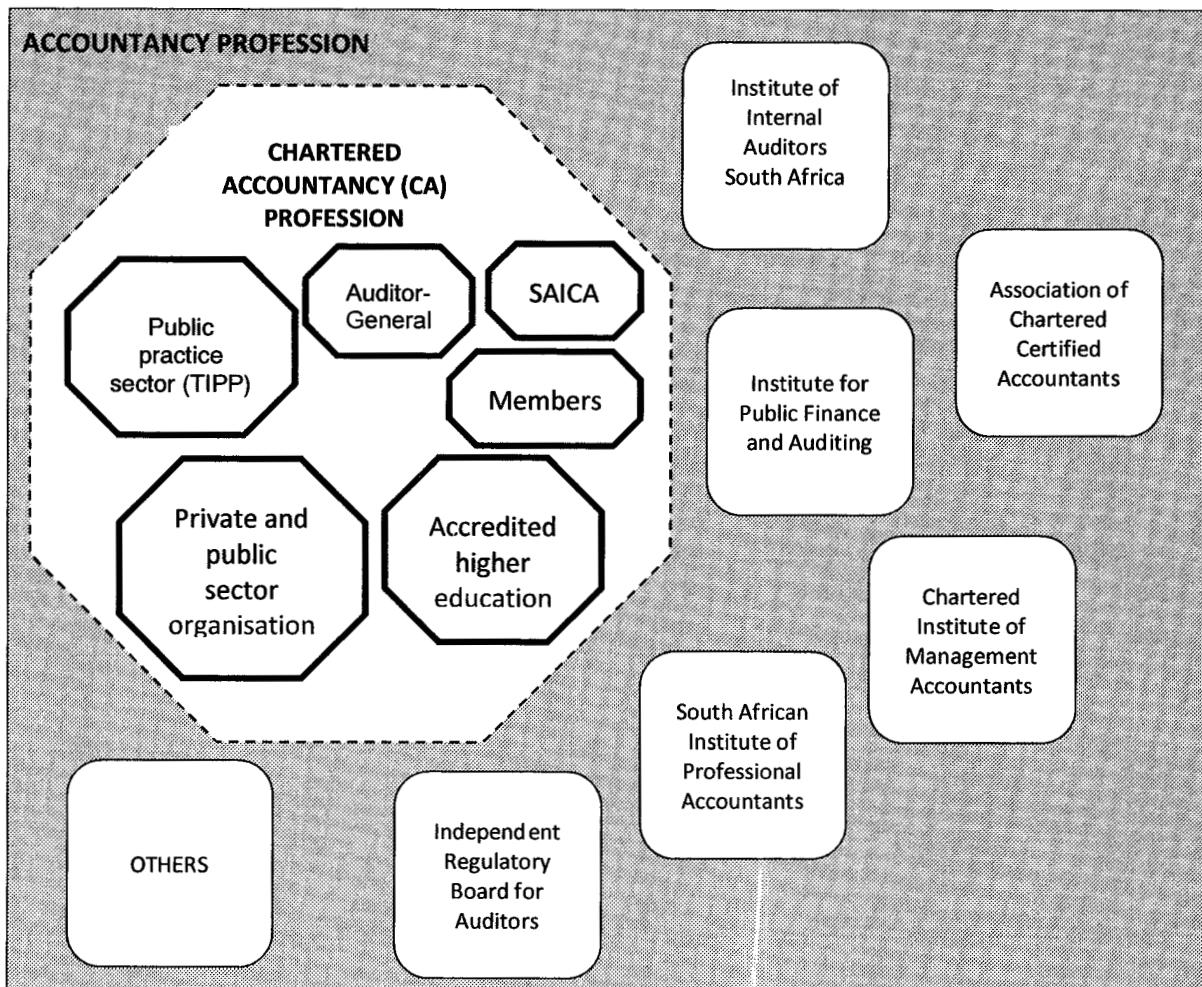 ACCOUNTANCY PROFESSION
CHARTERED
ACCOUNTANCY (CA)
PROFESSION
Public
practice
sector (TIPP)
Auditor-
General
SAICA
Members
Private and
public
sector
organisation
Accredited
higher
education
Institute of
Internal
Auditors
South Africa
Association of
Chartered
Certified
Accountants
Institute for
Public Finance
and Auditing
Chartered
Institute of
Management
Accountants
South African
Institute of
Professional
Accountants
Independent
Regulatory
Board for
Auditors
OTHERS